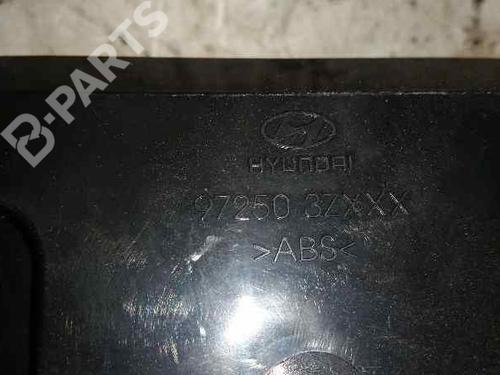 B-PARTS
HYUNDAI
97250 3ZXXX
>ABS<